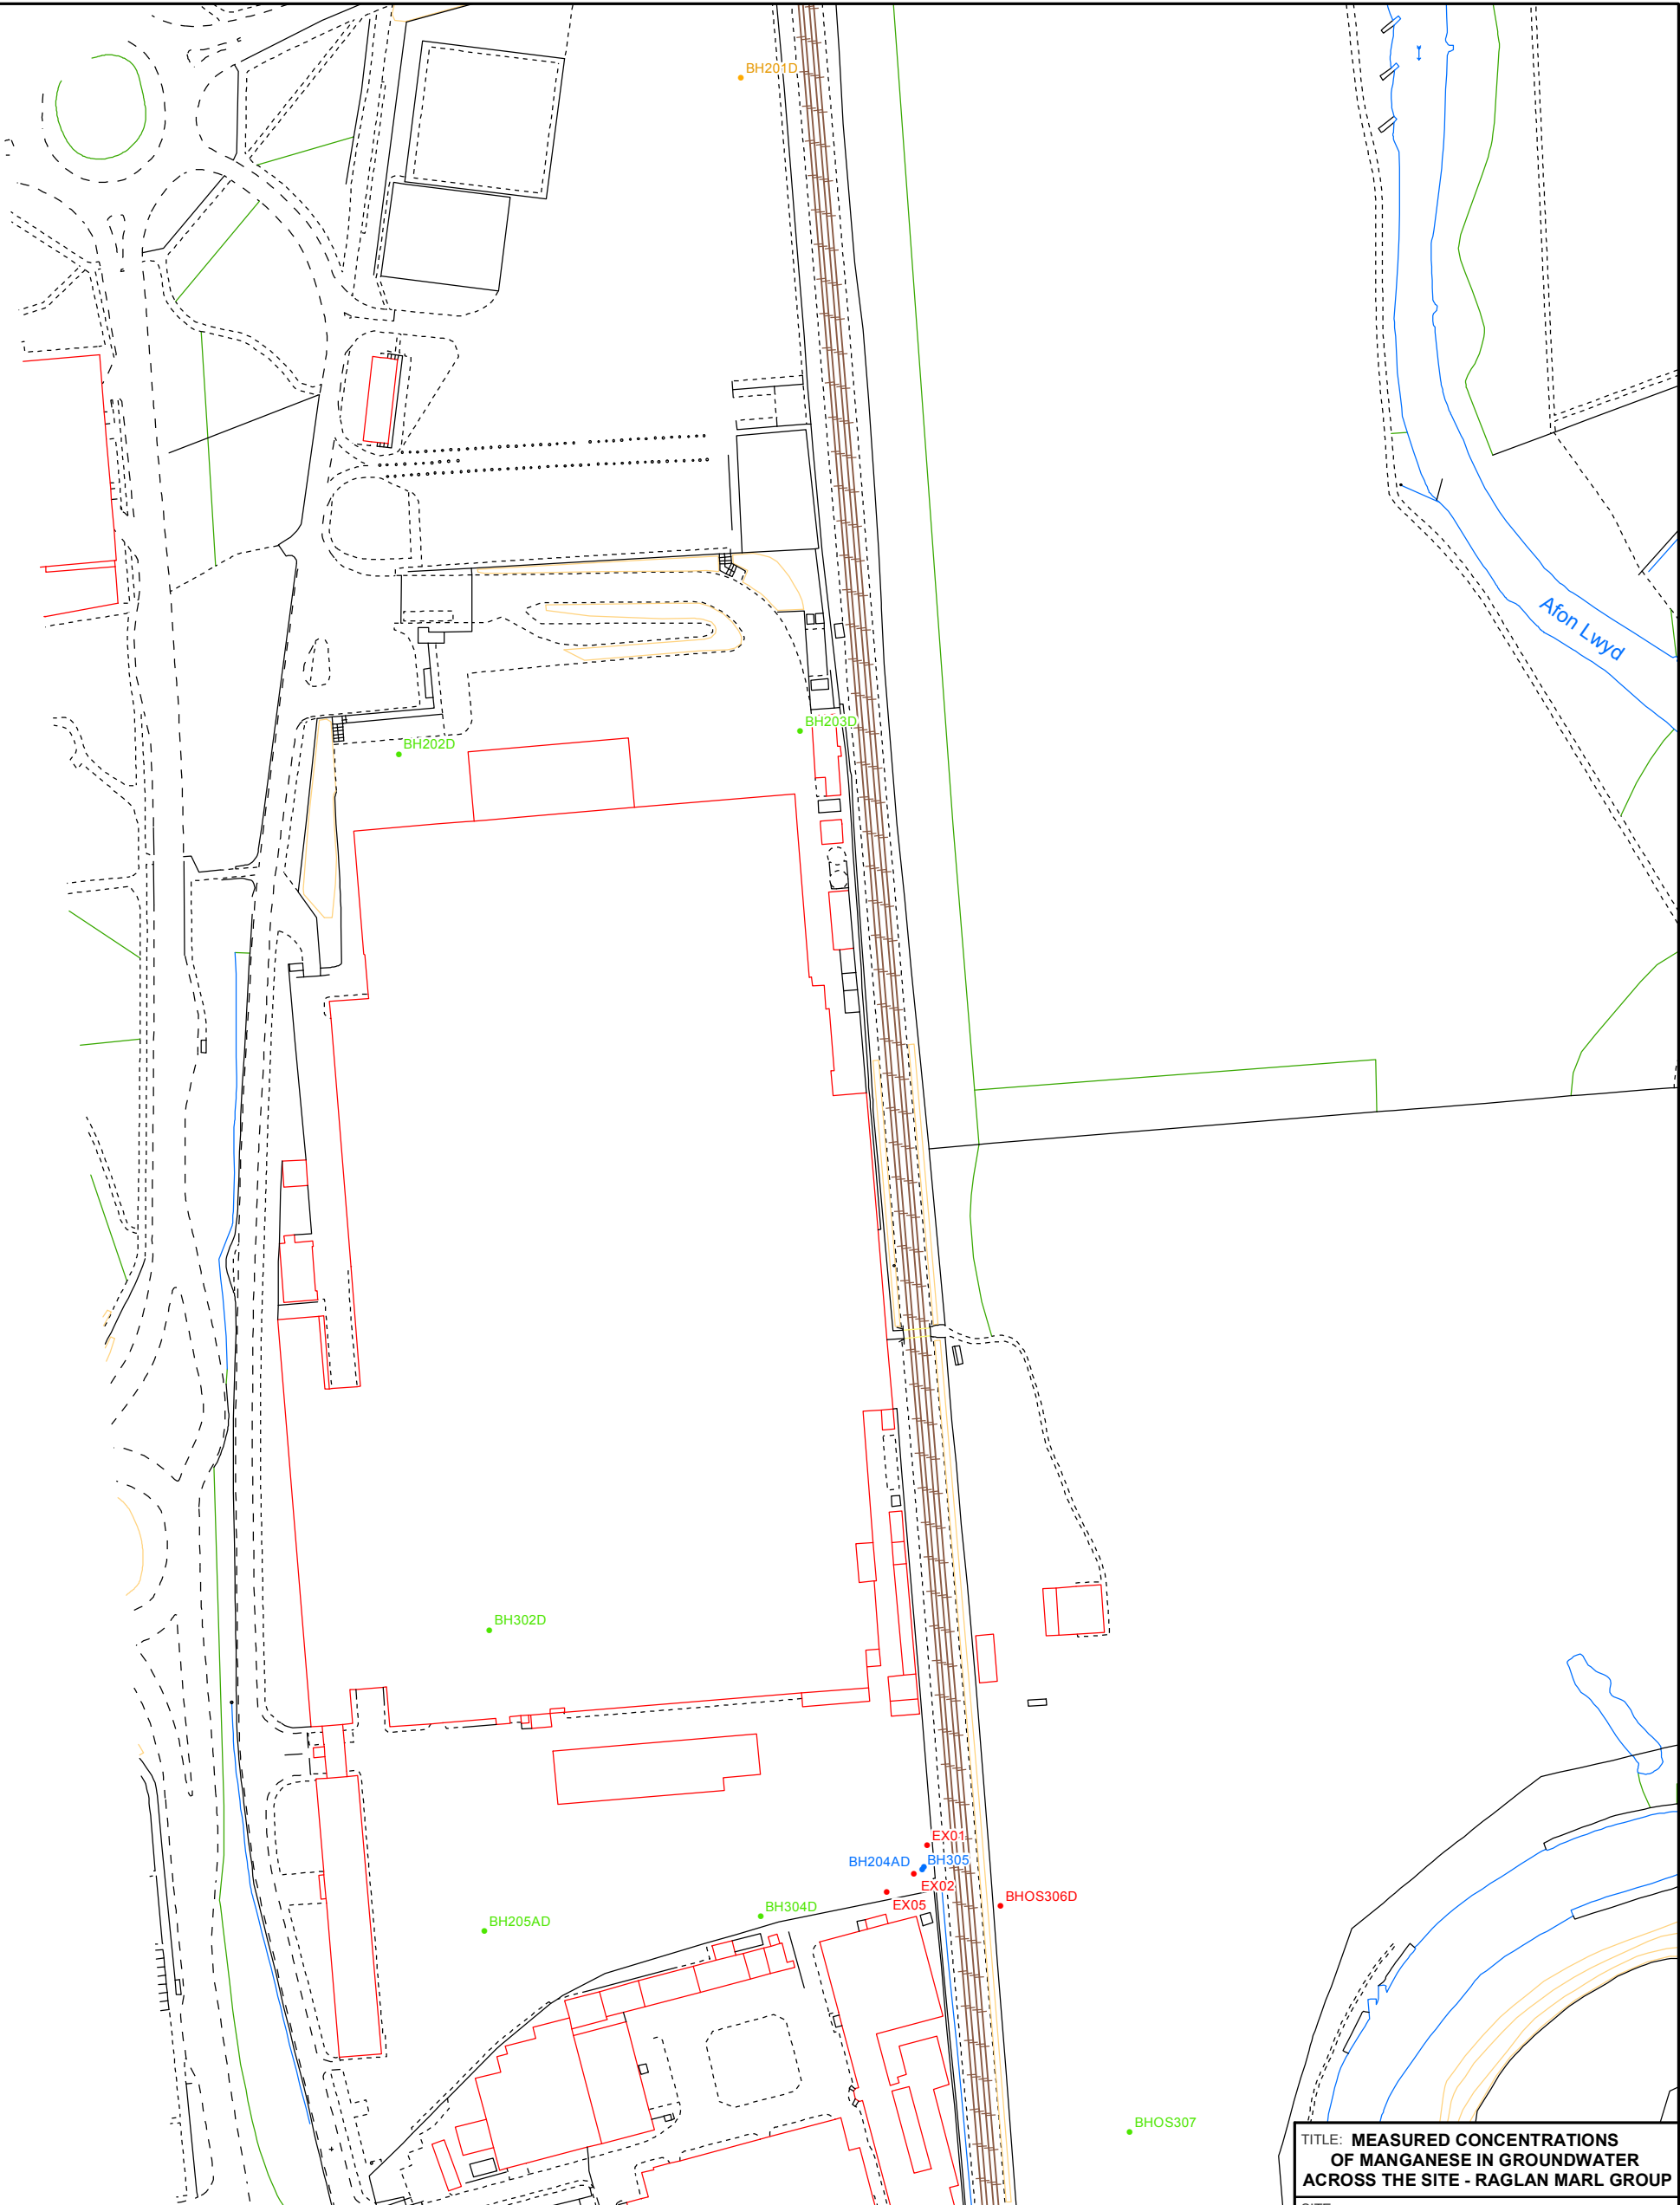 BH201D
Afon Lwyd
BH203D
BH202D
BH302D
EX01
BH204AD
BH305
EX02
EX05
BHOS306D
BH304D
BH205AD
BHOS307
TITLE: MEASURED CONCENTRATIONS
OF MANGANESE IN GROUNDWATER
ACROSS THE SITE - RAGLAN MARL GROUP